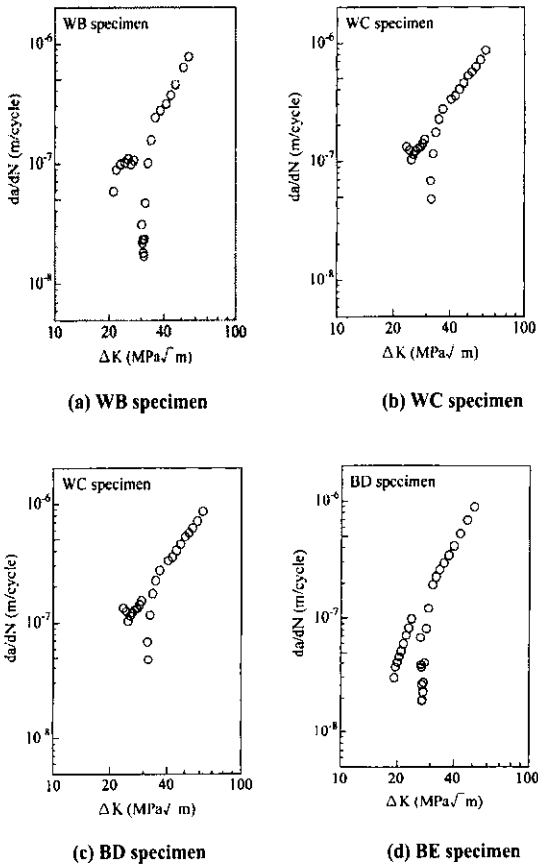 WB specimen
10⁻⁶
10⁻⁷
10⁻⁸
da/dN (m/cycle)
10 20 40 100
ΔK (MPa√ m)
(a) WB specimen
WC specimen
10⁻⁶
10⁻⁷
10⁻⁸
da/dN (m/cycle)
10 20 40 100
ΔK (MPa√ m)
(b) WC specimen
WC specimen
10⁻⁶
10⁻⁷
10⁻⁸
da/dN (m/cycle)
10 20 40 100
ΔK (MPa√ m)
(c) BD specimen
BD specimen
10⁻⁶
10⁻⁷
10⁻⁸
da/dN (m/cycle)
10 20 40 100
ΔK (MPa√ m)
(d) BE specimen